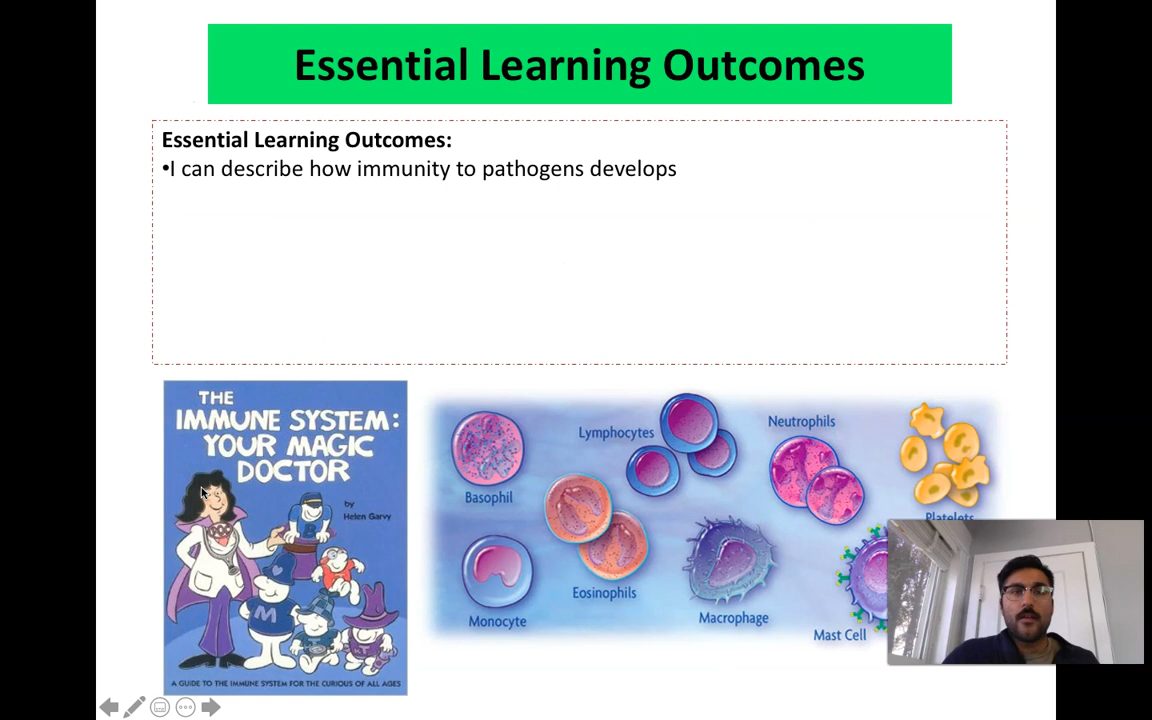 Essential Learning Outcomes
Essential Learning Outcomes:
•I can describe how immunity to pathogens develops
THE
IMMUNE SYSTEM:
YOUR MAGIC
DOCTOR
by
Helen Garvy
B
M
A GUIDE TO THE IMMUNE SYSTEM FOR THE CURIOUS OF ALL AGES
Lymphocytes
Neutrophils
Basophil
Platelets
Eosinophils
Monocyte
Macrophage
Mast Cell